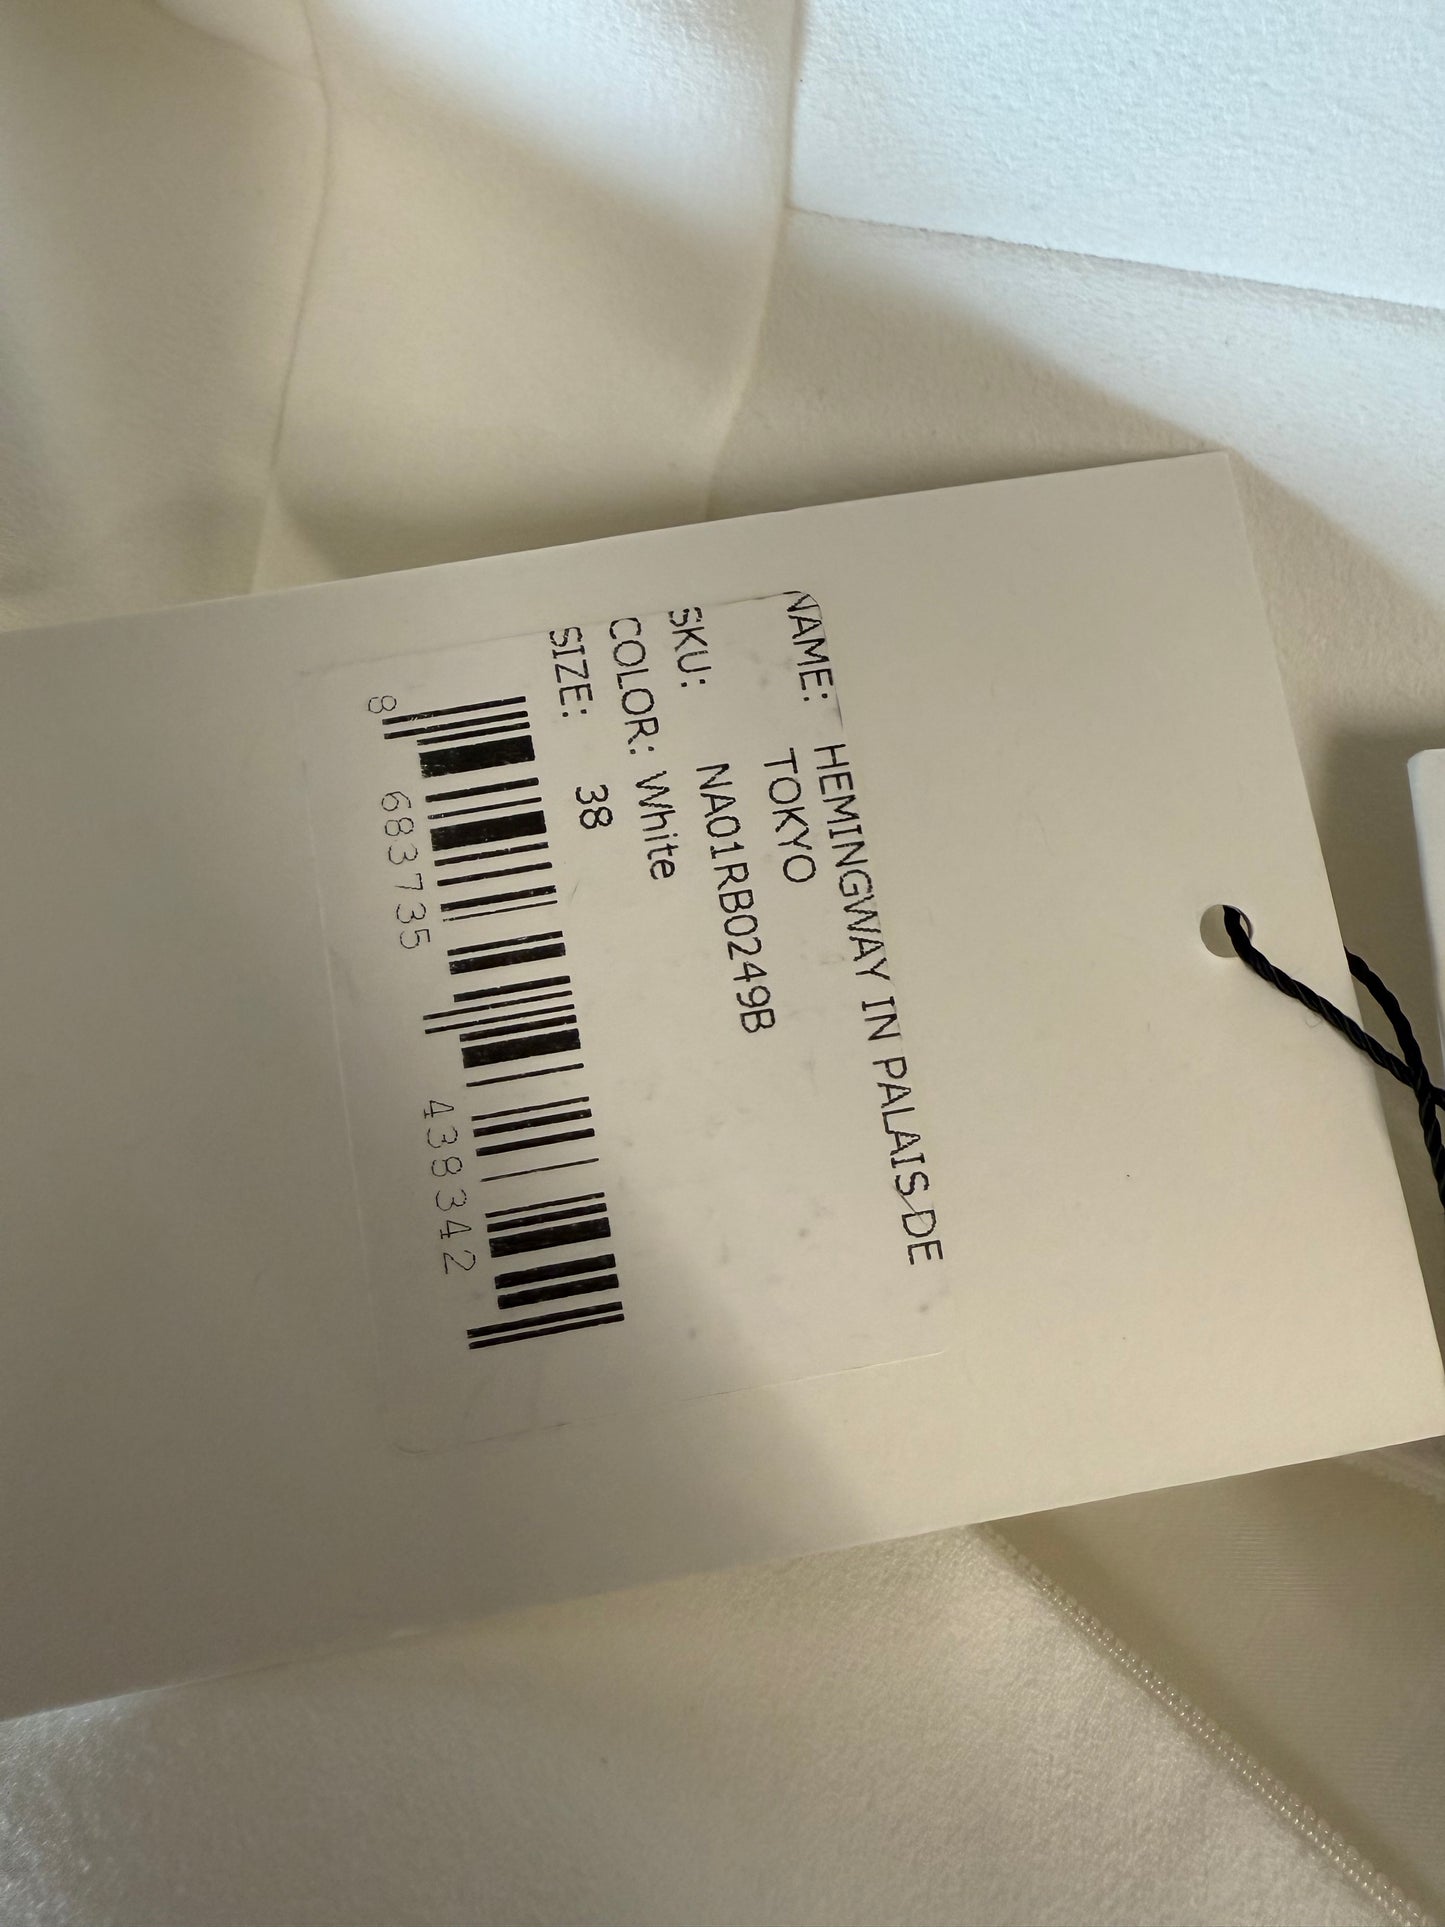 NAME: HEMINGWAY IN PALAIS DE
TOKYO
SKU: NA01RB0249B
COLOR: White
SIZE: 38
8 683735 438342